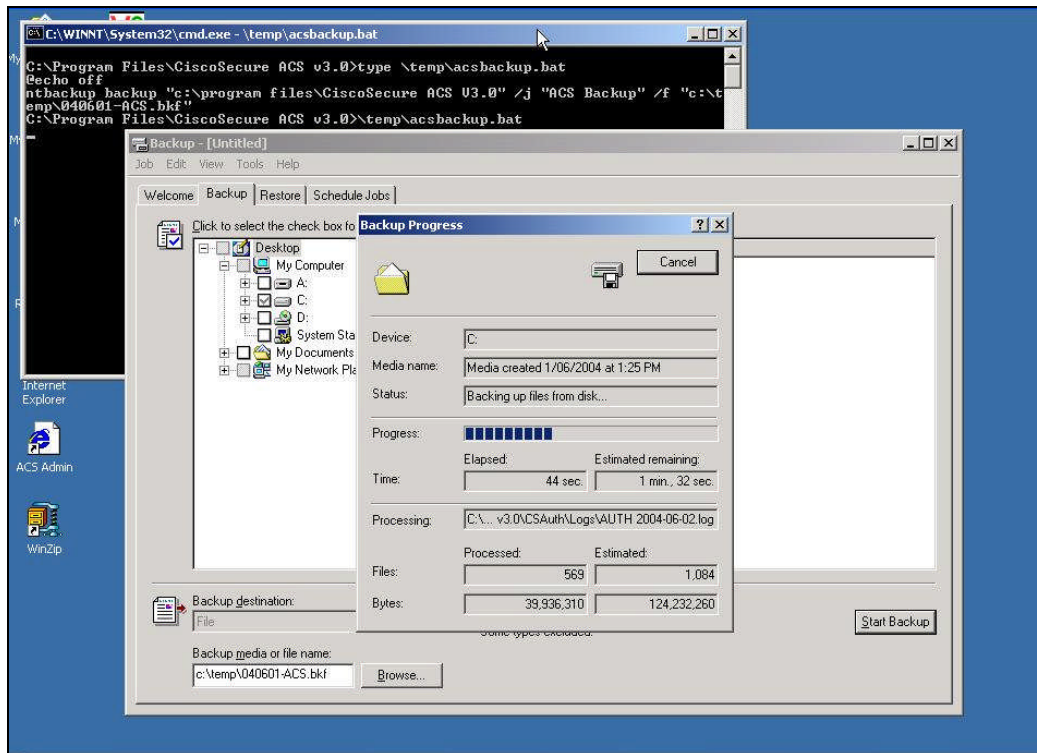 C:\WINNT\System32\cmd.exe - \temp\acsbackup.bat
C:\Program Files\CiscoSecure ACS v3.0>type \temp\acsbackup.bat
@echo off
ntbackup backup "c:\program files\CiscoSecure ACS V3.0" /j "ACS Backup" /f "c:\t
emp\040601-ACS.bkf"
C:\Program Files\CiscoSecure ACS v3.0>\temp\acsbackup.bat
Backup - [Untitled]
Job Edit View Tools Help
Welcome Backup Restore Schedule Jobs
Click to select the check box fo
Desktop
My Computer
A:
C:
D:
System Sta
My Documents
My Network Pla
Backup Progress
Cancel
Device: C:
Media name: Media created 1/06/2004 at 1:25 PM
Status: Backing up files from disk...
Progress:
Elapsed: Estimated remaining:
Time: 44 sec. 1 min., 32 sec.
Processing: C:\... v3.0\CSAuth\Logs\AUTH 2004-06-02.log
Processed: Estimated:
Files: 569 1,084
Bytes: 39,936,310 124,232,260
Backup destination:
File
Some types excluded.
Start Backup
Backup media or file name:
c:\temp\040601-ACS.bkf
Browse...
Internet
Explorer
ACS Admin
WinZip